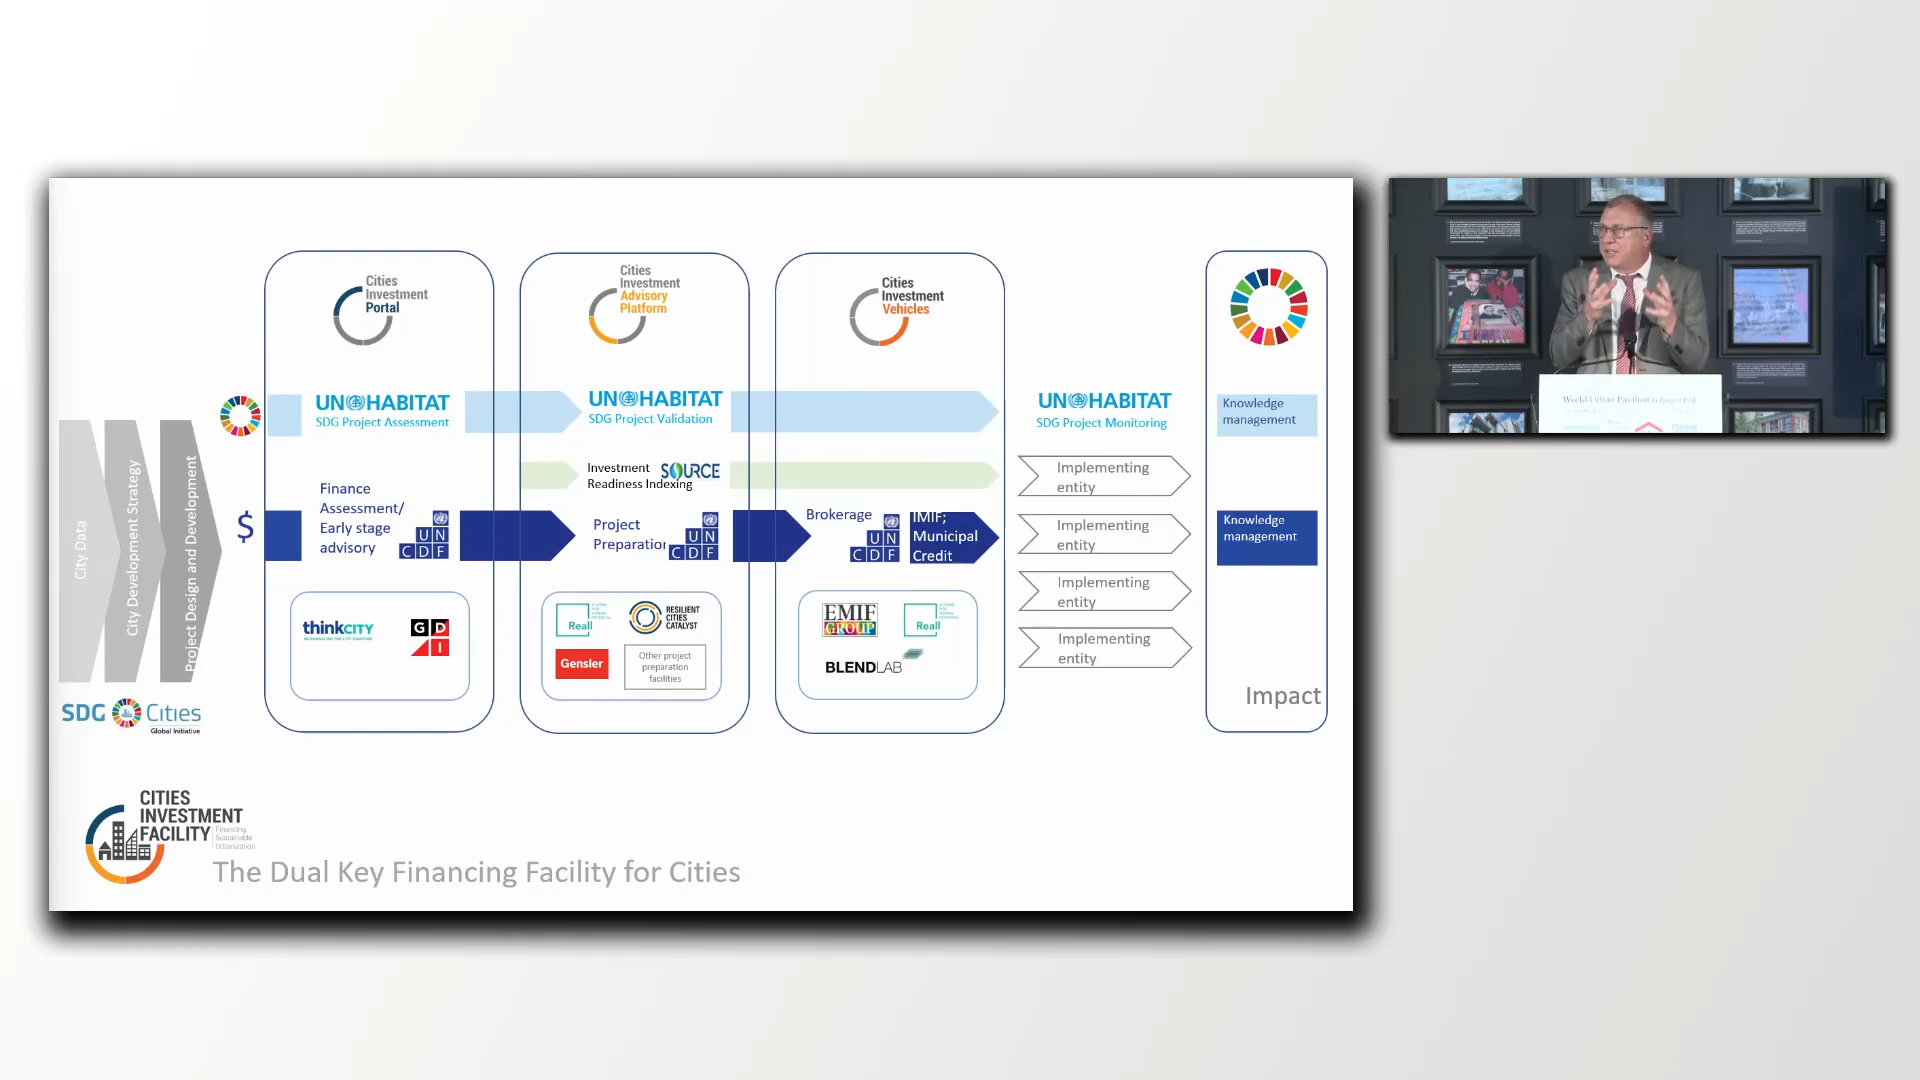 Cities
Investment
Portal
Cities
Investment
Advisory
Platform
Cities
Investment
Vehicles
UN HABITAT
SDG Project Assessment
UN HABITAT
SDG Project Validation
UN HABITAT
SDG Project Monitoring
Knowledge
management
City Data
City Development Strategy
Project Design and Development
Investment
Readiness Indexing
SOURCE
Implementing
entity
$
Finance
Assessment/
Early stage
advisory
UN
CDF
Project
Preparation
UN
CDF
Brokerage
UN
CDF
IMIF;
Municipal
Credit
Implementing
entity
Knowledge
management
Implementing
entity
Implementing
entity
thinkCITY
GD
I
Reall
RESILIENT
CITIES
CATALYST
Gensler
Other project
preparation
facilities
EMIF
GROUP
Reall
BLENDLAB
Impact
SDG Cities
Global Initiative
CITIES
INVESTMENT
FACILITY
Financing
Sustainable
Urbanization
The Dual Key Financing Facility for Cities
World Urban Pavilion